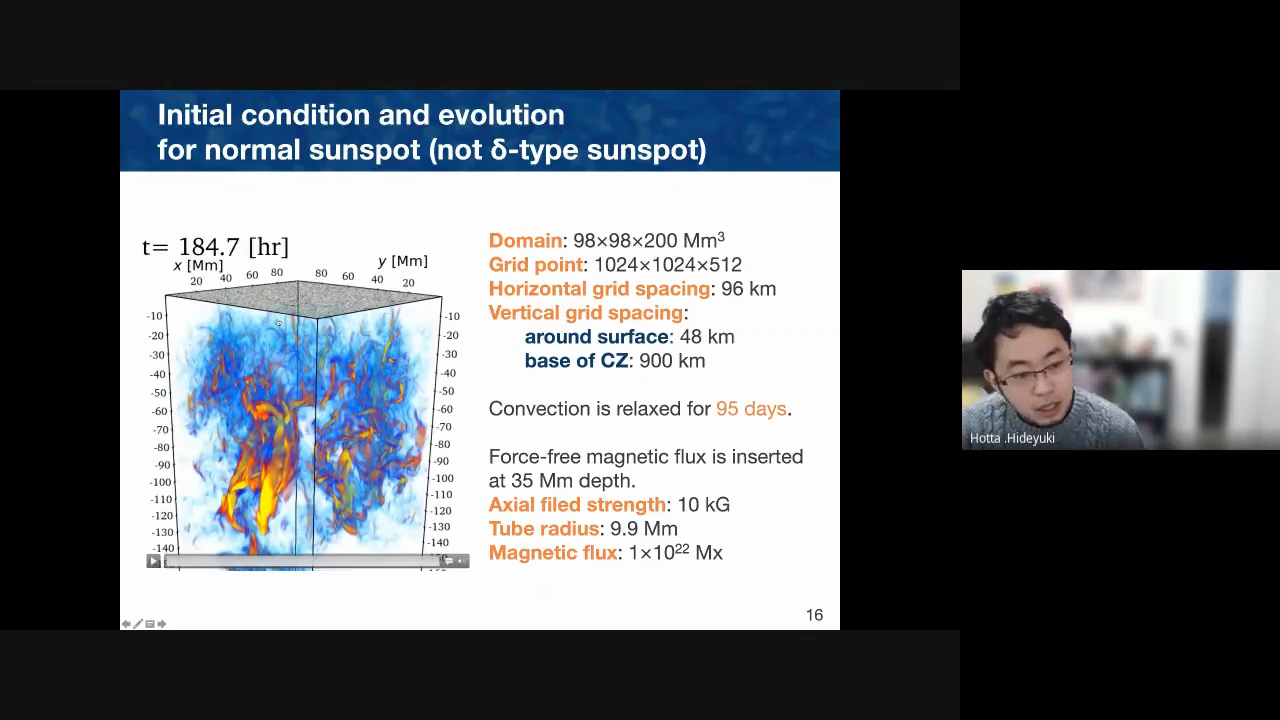 Initial condition and evolution
for normal sunspot (not δ-type sunspot)
t= 184.7 [hr]
x [Mm]
y [Mm]
20 40 60 80
80 60 40 20
-10
-20
-30
-40
-50
-60
-70
-80
-90
-100
-110
-120
-130
-140
-10
-20
-30
-40
-50
-60
-70
-80
-90
-100
-110
-120
-130
-140
Domain: 98×98×200 Mm³
Grid point: 1024×1024×512
Horizontal grid spacing: 96 km
Vertical grid spacing:
around surface: 48 km
base of CZ: 900 km
Convection is relaxed for 95 days.
Force-free magnetic flux is inserted
at 35 Mm depth.
Axial filed strength: 10 kG
Tube radius: 9.9 Mm
Magnetic flux: 1×10²² Mx
16
Hotta .Hideyuki